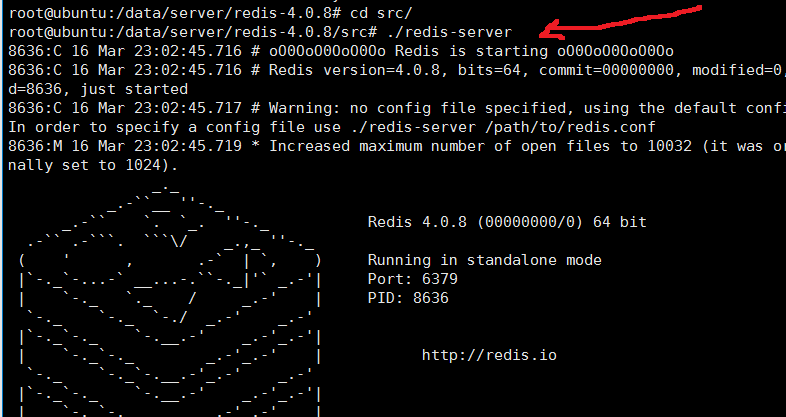 root@ubuntu:/data/server/redis-4.0.8# cd src/
root@ubuntu:/data/server/redis-4.0.8/src# ./redis-server
8636:C 16 Mar 23:02:45.716 # oO0OoO0OoO0Oo Redis is starting oO0OoO0OoO0Oo
8636:C 16 Mar 23:02:45.716 # Redis version=4.0.8, bits=64, commit=00000000, modified=0,
d=8636, just started
8636:C 16 Mar 23:02:45.717 # Warning: no config file specified, using the default confi
In order to specify a config file use ./redis-server /path/to/redis.conf
8636:M 16 Mar 23:02:45.719 * Increased maximum number of open files to 10032 (it was or
nally set to 1024).
Redis 4.0.8 (00000000/0) 64 bit
Running in standalone mode
Port: 6379
PID: 8636
http://redis.io